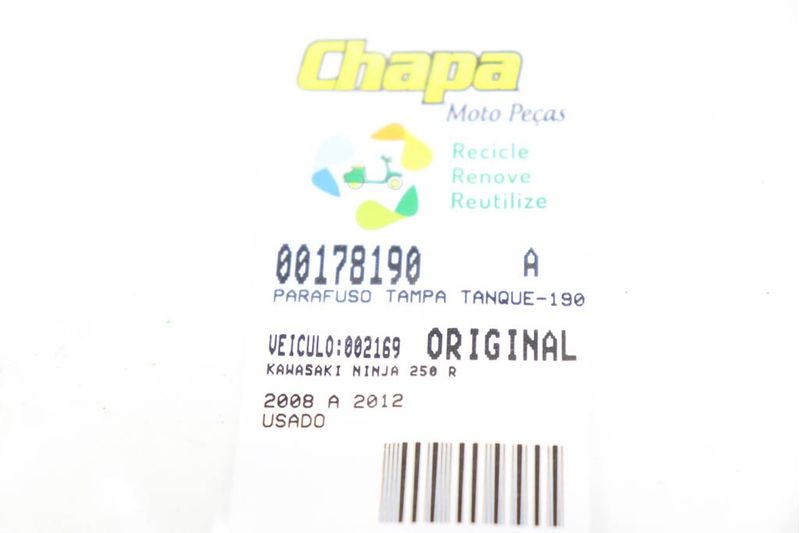 Chapa
Moto Peças
Recicle
Renove
Reutilize
00178190 A
PARAFUSO TAMPA TANQUE-190
VEICULO:002169 ORIGINAL
KAWASAKI NINJA 250 R
2008 A 2012
USADO